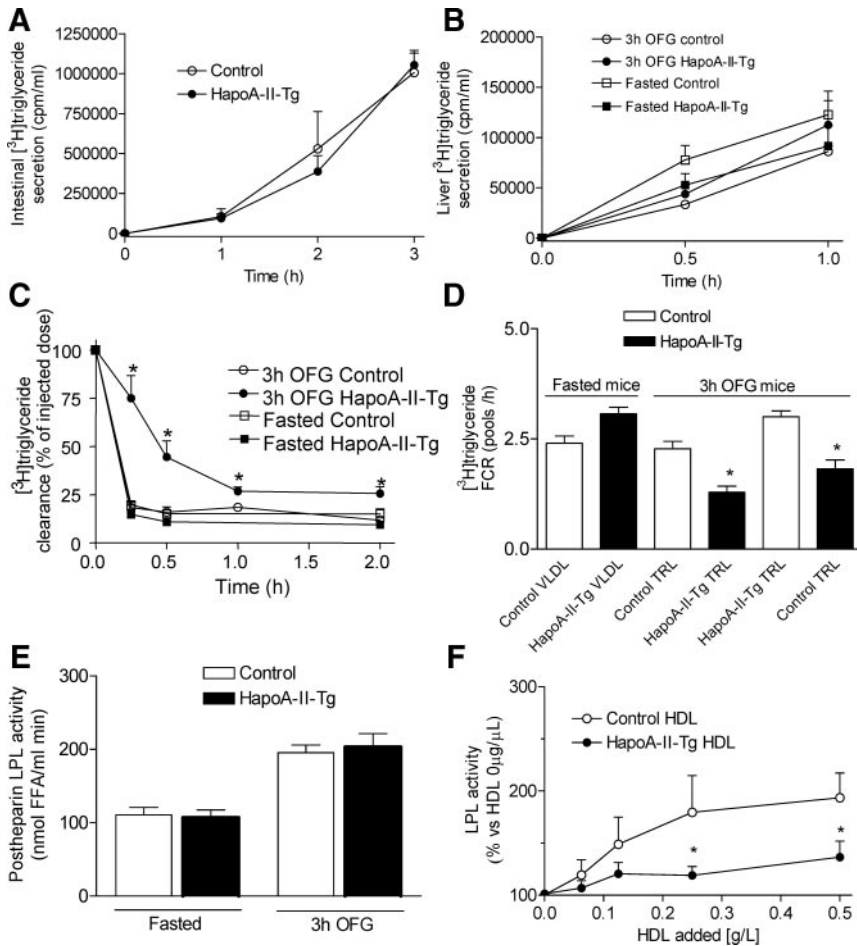 A
Intestinal [³H]triglyceride
secretion (cpm/ml)
1250000
1000000
750000
500000
250000
0
Control
HapoA-II-Tg
0
1
2
3
Time (h)
B
Liver [³H]triglyceride
secretion (cpm/ml)
200000
150000
100000
50000
0
3h OFG control
3h OFG HapoA-II-Tg
Fasted Control
Fasted HapoA-II-Tg
0.0
0.5
1.0
Time (h)
C
[³H]triglyceride
clearance (% of injected dose)
100
75
50
25
0
*
*
*
*
3h OFG Control
3h OFG HapoA-II-Tg
Fasted Control
Fasted HapoA-II-Tg
0.0
0.5
1.0
1.5
2.0
Time (h)
D
Control
HapoA-II-Tg
[³H]triglyceride
FCR (pools /h)
5.0
2.5
0.0
Fasted mice
3h OFG mice
*
*
Control VLDL
HapoA-II-Tg VLDL
Control TRL
HapoA-II-Tg TRL
HapoA-II-Tg TRL
Control TRL
E
Control
HapoA-II-Tg
Postheparin LPL activity
(nmol FFA/ml min)
300
200
100
0
Fasted
3h OFG
F
LPL activity
(% vs HDL 0µg/µL)
300
200
100
Control HDL
HapoA-II-Tg HDL
*
*
0.0
0.1
0.2
0.3
0.4
0.5
HDL added [g/L]